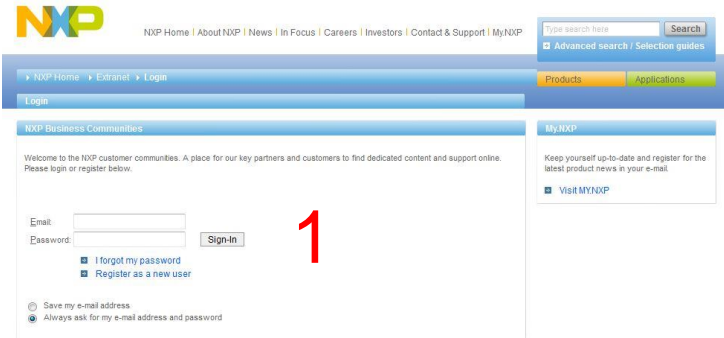 NXP
NXP Home | About NXP | News | In Focus | Careers | Investors | Contact & Support | My.NXP
Type search here
Search
Advanced search / Selection guides
NXP Home Extranet Login
Products
Applications
Login
NXP Business Communities
My.NXP
Welcome to the NXP customer communities. A place for our key partners and customers to find dedicated content and support online.
Please login or register below.
Keep yourself up-to-date and register for the
latest product news in your e-mail.
Visit MY.NXP
Email:
Password:
Sign-In
1
I forgot my password
Register as a new user
Save my e-mail address
Always ask for my e-mail address and password